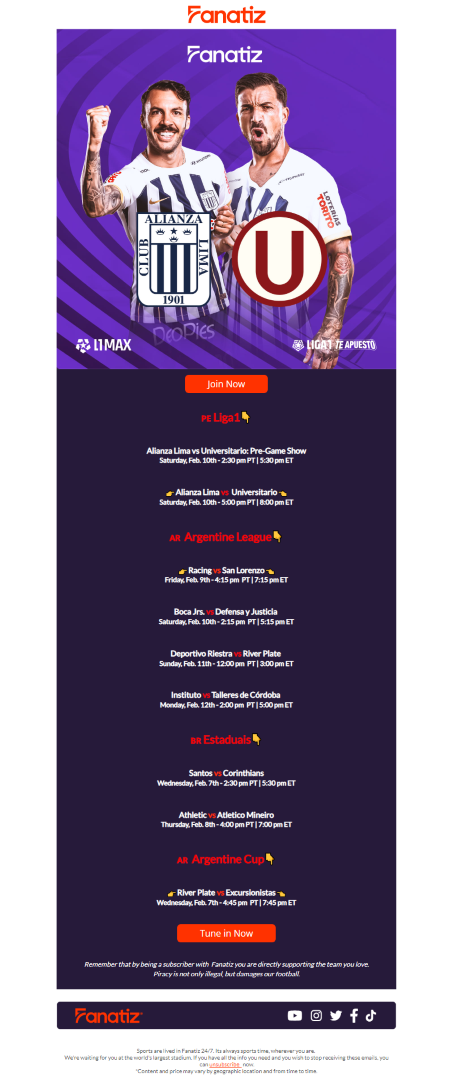 Fanatiz
Fanatiz
LOTERÍAS
TORITO
ALIANZA
CLUB
LIMA
1901
U
DeoPies
L1MAX
LIGA1 TE APUESTO
Join Now
PE Liga1👇
Alianza Lima vs Universitario: Pre-Game Show
Saturday, Feb. 10th - 2:30 pm PT | 5:30 pm ET
👉 Alianza Lima vs Universitario 👈
Saturday, Feb. 10th - 5:00 pm PT | 8:00 pm ET
AR Argentine League👇
👉 Racing vs San Lorenzo 👈
Friday, Feb. 9th - 4:15 pm PT | 7:15 pm ET
Boca Jrs. vs Defensa y Justicia
Saturday, Feb. 10th - 2:15 pm PT | 5:15 pm ET
Deportivo Riestra vs River Plate
Sunday, Feb. 11th - 12:00 pm PT | 3:00 pm ET
Instituto vs Talleres de Córdoba
Monday, Feb. 12th - 2:00 pm PT | 5:00 pm ET
BR Estaduais👇
Santos vs Corinthians
Wednesday, Feb. 7th - 2:30 pm PT | 5:30 pm ET
Athletic vs Atletico Mineiro
Thursday, Feb. 8th - 4:00 pm PT | 7:00 pm ET
AR Argentine Cup👇
👉 River Plate vs Excursionistas 👈
Wednesday, Feb. 7th - 4:45 pm PT | 7:45 pm ET
Tune in Now
Remember that by being a subscriber with Fanatiz you are directly supporting the team you love.
Piracy is not only illegal, but damages our football.
Fanatiz
Sports are lived in Fanatiz 24/7. Its always sports time, wherever you are.
We're waiting for you at the world's largest stadium. If you have all the info you need and you wish to stop receiving these emails, you
can unsubscribe now.
*Content and price may vary by geographic location and from time to time.